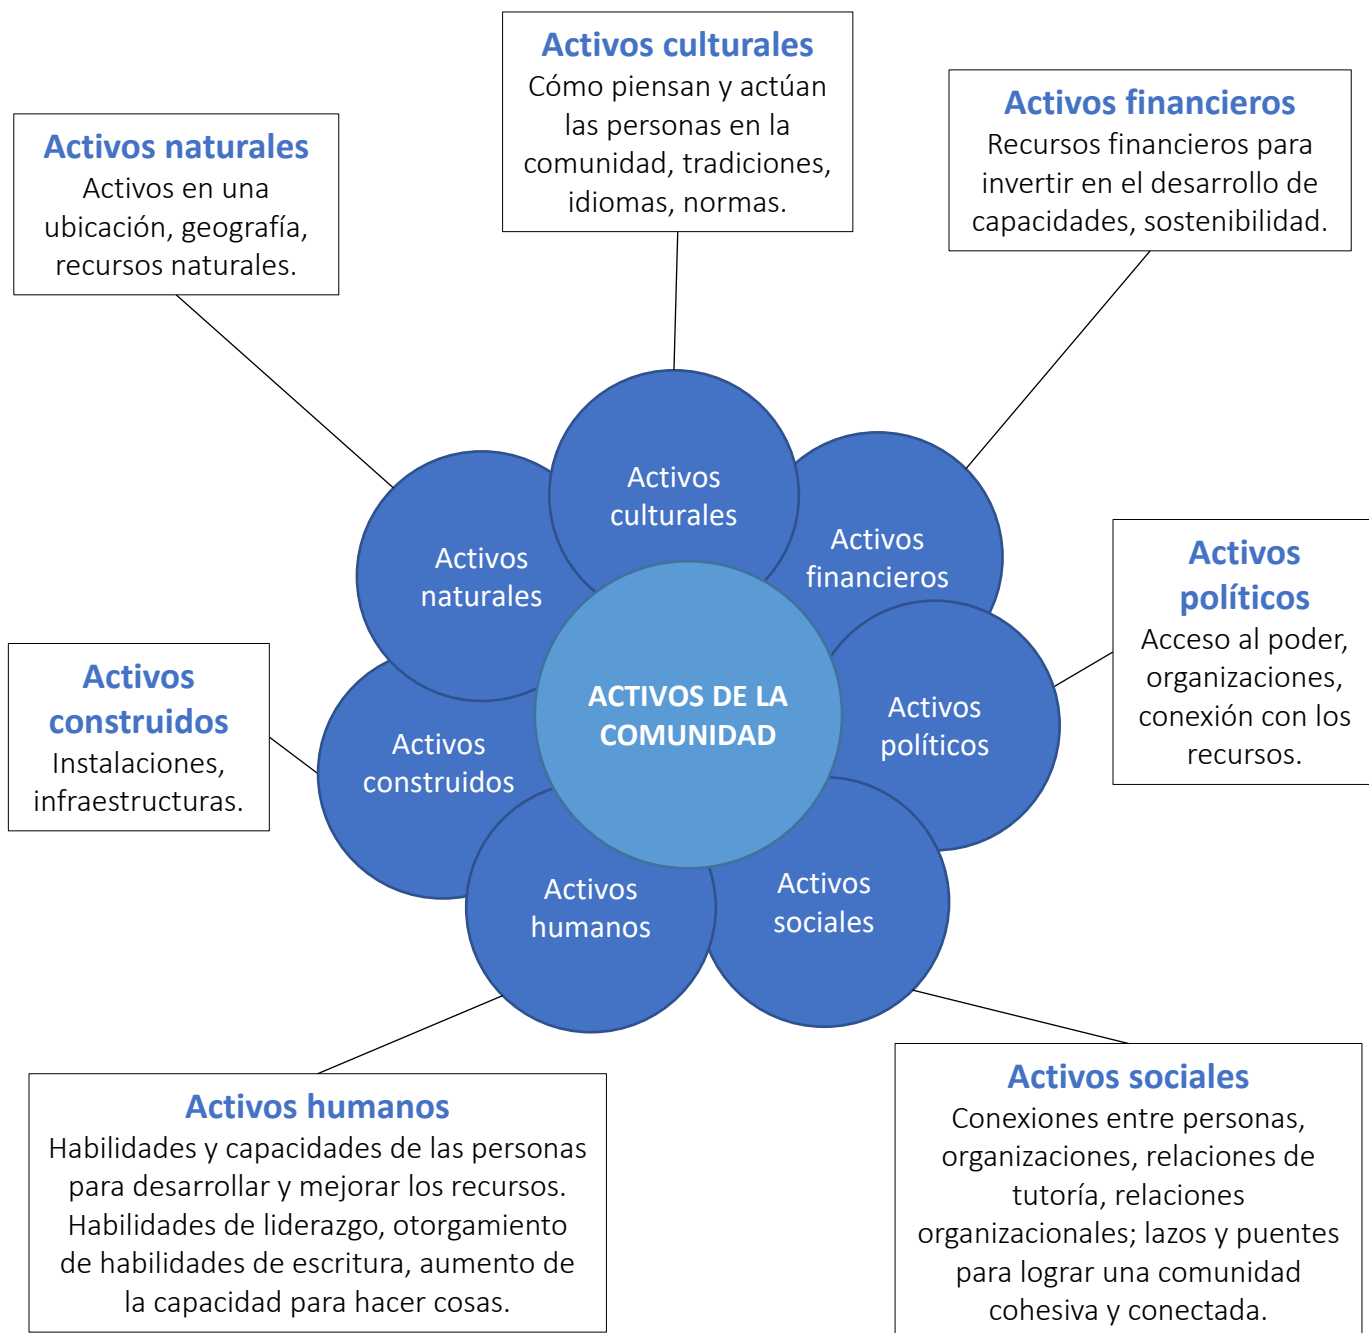 Activos culturales
Cómo piensan y actúan
las personas en la
comunidad, tradiciones,
idiomas, normas.
Activos financieros
Recursos financieros para
invertir en el desarrollo de
capacidades, sostenibilidad.
Activos naturales
Activos en una
ubicación, geografía,
recursos naturales.
Activos
culturales
Activos
financieros
Activos
naturales
Activos
políticos
Acceso al poder,
organizaciones,
conexión con los
recursos.
Activos
construidos
Instalaciones,
infraestructuras.
ACTIVOS DE LA
COMUNIDAD
Activos
políticos
Activos
construidos
Activos
humanos
Activos
sociales
Activos humanos
Habilidades y capacidades de las personas
para desarrollar y mejorar los recursos.
Habilidades de liderazgo, otorgamiento
de habilidades de escritura, aumento de
la capacidad para hacer cosas.
Activos sociales
Conexiones entre personas,
organizaciones, relaciones de
tutoría, relaciones
organizacionales; lazos y puentes
para lograr una comunidad
cohesiva y conectada.